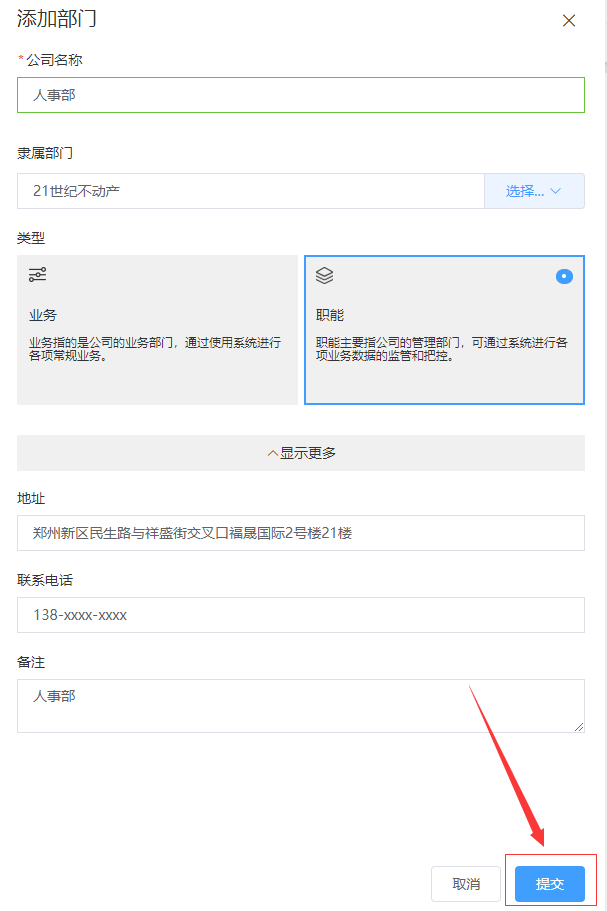 添加部门
*公司名称
人事部
隶属部门
21世纪不动产
选择...
类型
业务
业务指的是公司的业务部门，通过使用系统进行
各项常规业务。
职能
职能主要指公司的管理部门，可通过系统进行各
项业务数据的监管和把控。
显示更多
地址
郑州新区民生路与祥盛街交叉口福晟国际2号楼21楼
联系电话
138-xxxx-xxxx
备注
人事部
取消
提交